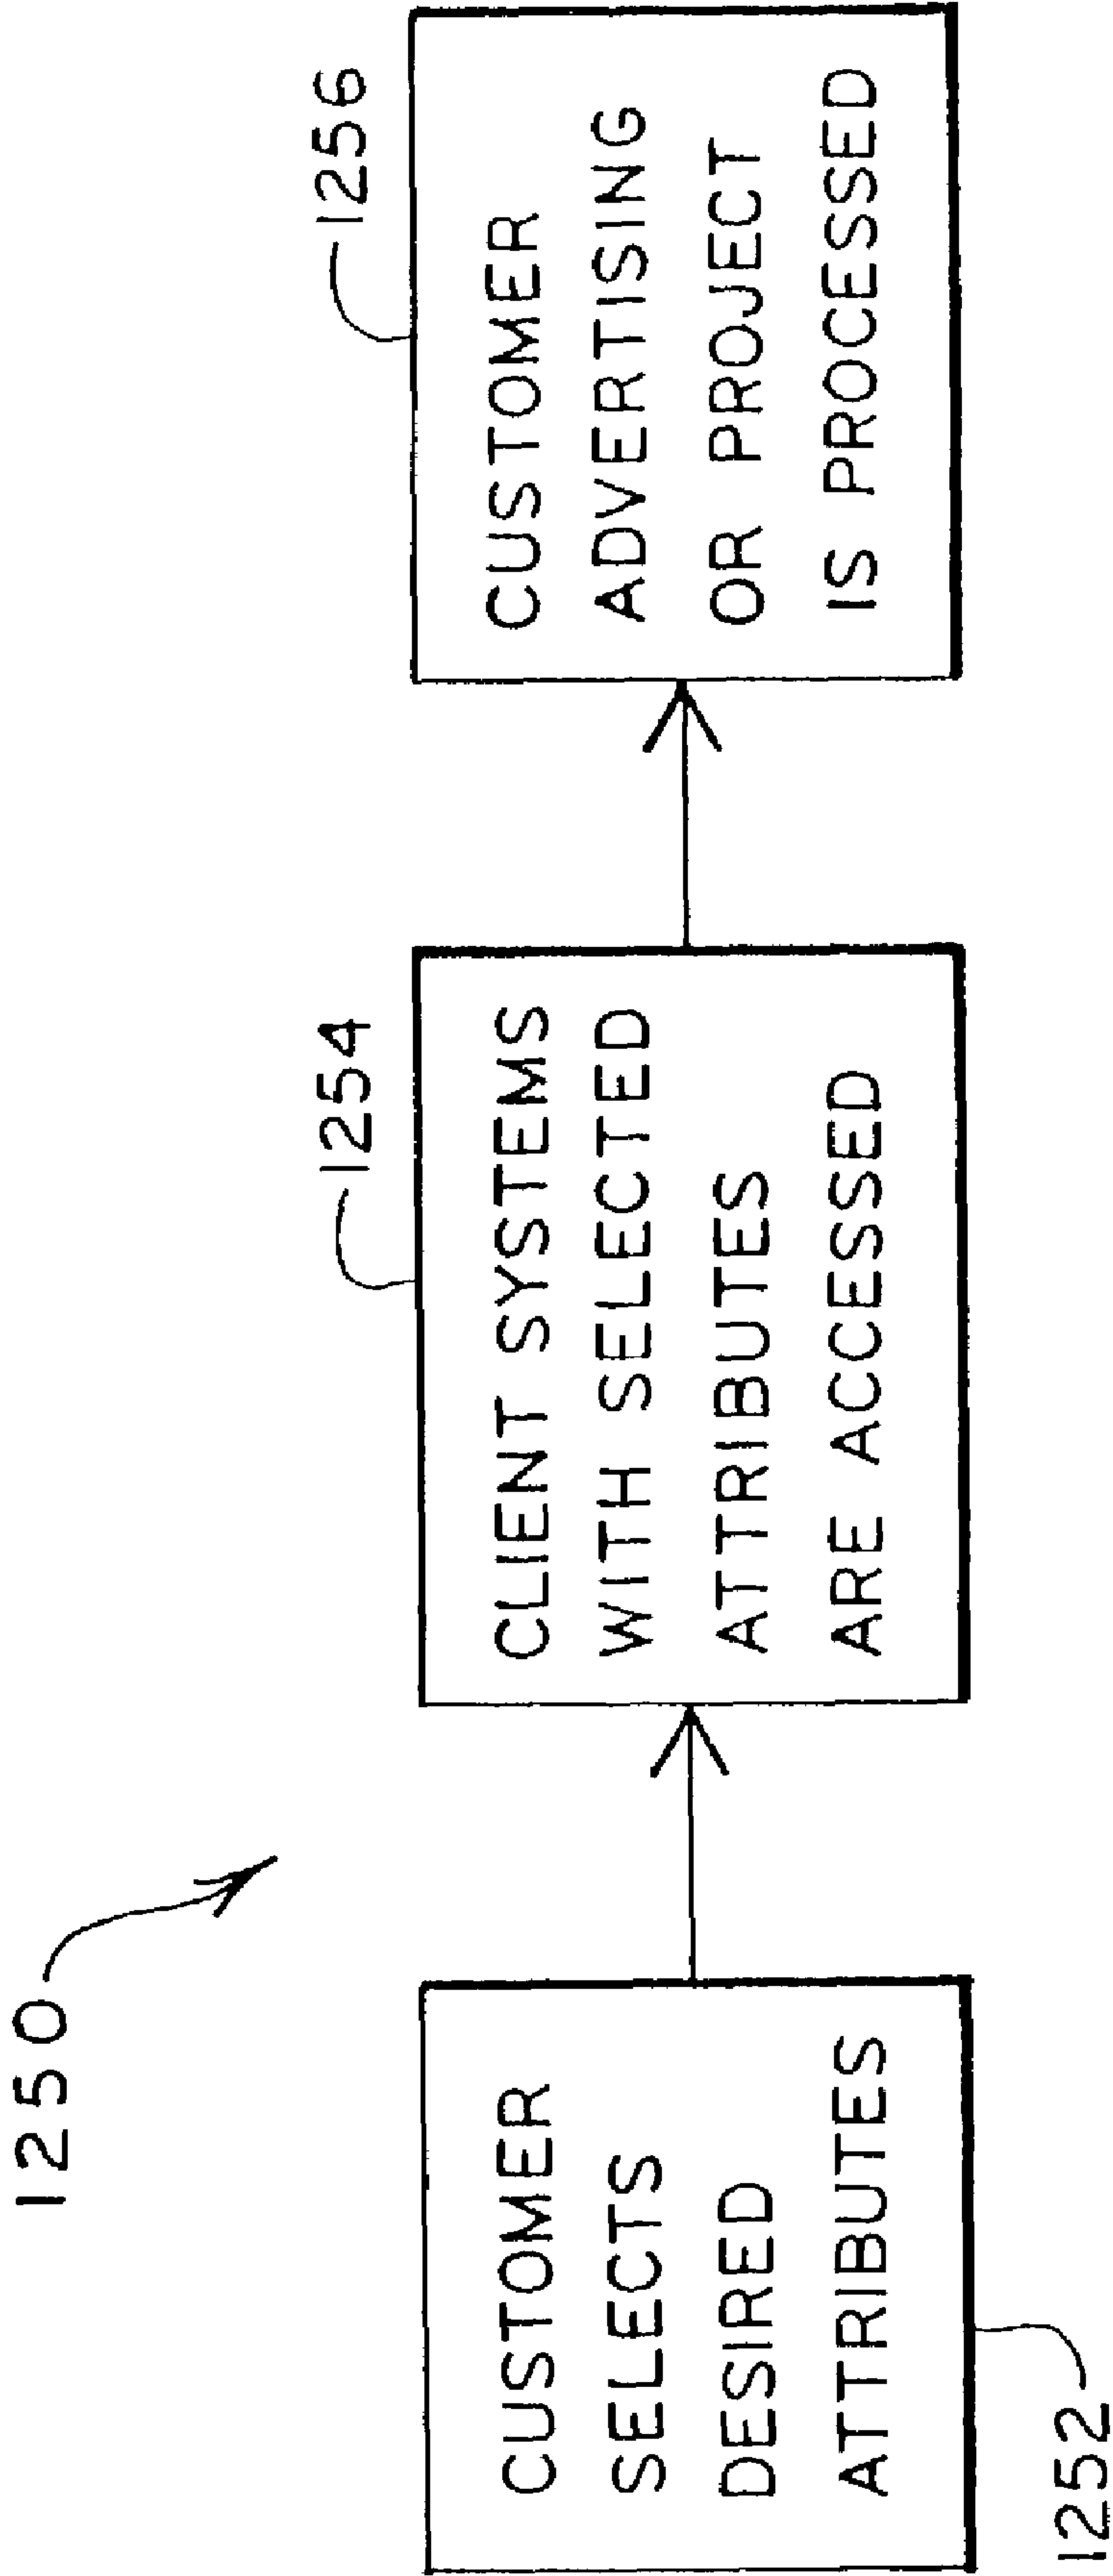 1250
CUSTOMER
SELECTS
DESIRED
ATTRIBUTES
1252
CLIENT SYSTEMS
WITH SELECTED
ATTRIBUTES
ARE ACCESSED
1254
CUSTOMER
ADVERTISING
OR PROJECT
IS PROCESSED
1256